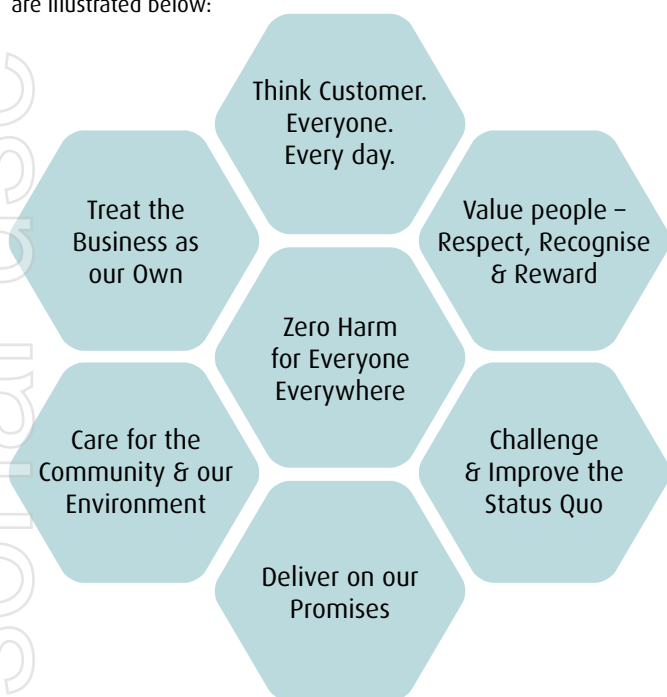 are illustrated below:
Think Customer.
Everyone.
Every day.
Treat the
Business as
our Own
Value people –
Respect, Recognise
& Reward
Zero Harm
for Everyone
Everywhere
Care for the
Community & our
Environment
Challenge
& Improve the
Status Quo
Deliver on our
Promises